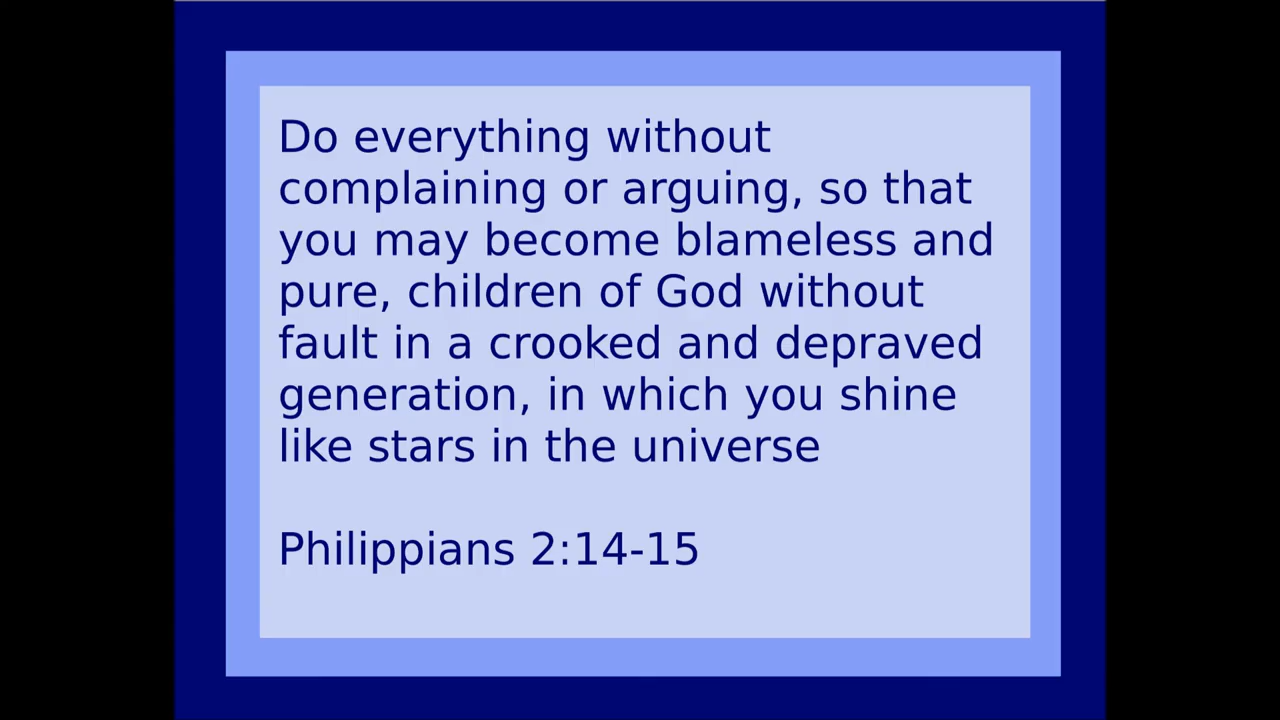 Do everything without
complaining or arguing, so that
you may become blameless and
pure, children of God without
fault in a crooked and depraved
generation, in which you shine
like stars in the universe
Philippians 2:14-15